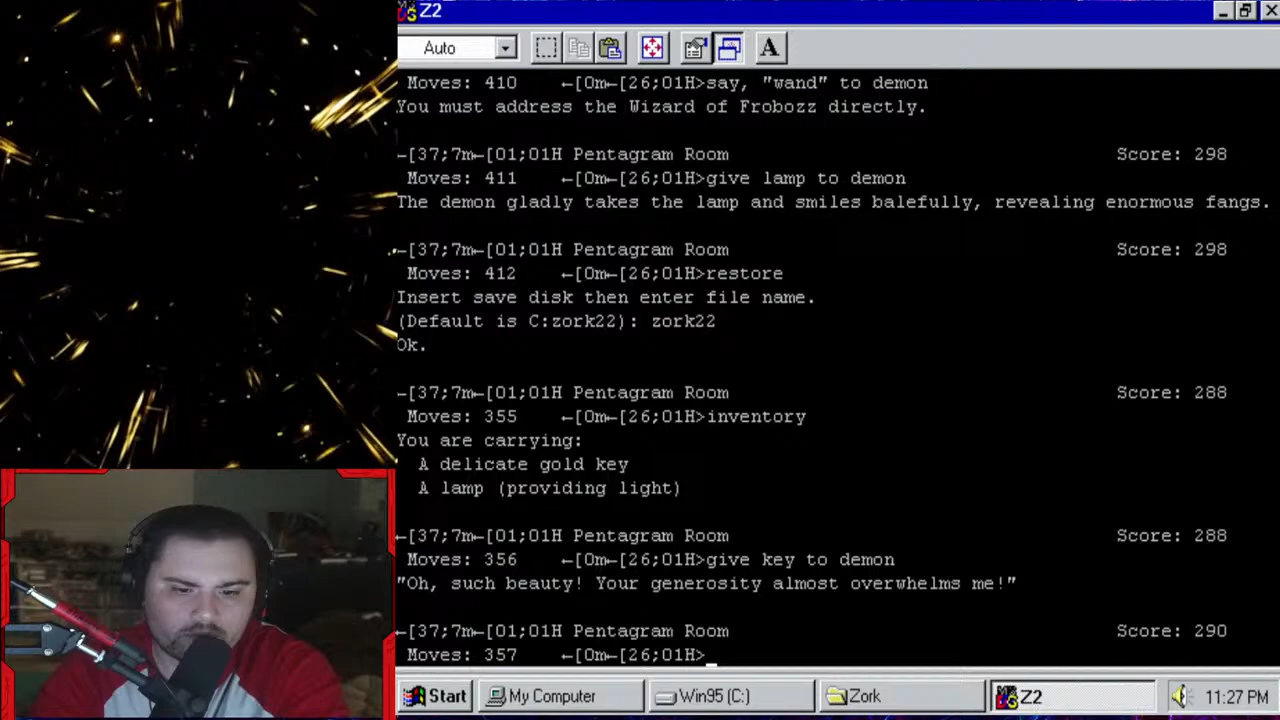 Z2
Auto
A
Moves: 410 ←[0m←[26;01H>say, "wand" to demon
You must address the Wizard of Frobozz directly.
←[37;7m←[01;01H Pentagram Room Score: 298
Moves: 411 ←[0m←[26;01H>give lamp to demon
The demon gladly takes the lamp and smiles balefully, revealing enormous fangs.
←[37;7m←[01;01H Pentagram Room Score: 298
Moves: 412 ←[0m←[26;01H>restore
Insert save disk then enter file name.
(Default is C:zork22): zork22
Ok.
←[37;7m←[01;01H Pentagram Room Score: 288
Moves: 355 ←[0m←[26;01H>inventory
You are carrying:
A delicate gold key
A lamp (providing light)
←[37;7m←[01;01H Pentagram Room Score: 288
Moves: 356 ←[0m←[26;01H>give key to demon
"Oh, such beauty! Your generosity almost overwhelms me!"
←[37;7m←[01;01H Pentagram Room Score: 290
Moves: 357 ←[0m←[26;01H>_
Start My Computer Win95 (C:) Zork Z2 11:27 PM